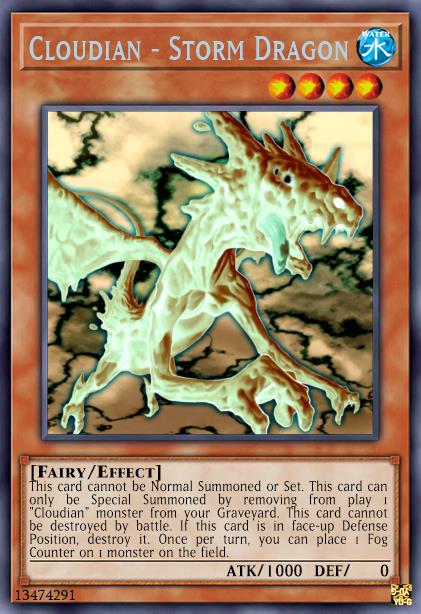 Cloudian - Storm Dragon
WATER
水
[Fairy/Effect]
This card cannot be Normal Summoned or Set. This card can
only be Special Summoned by removing from play 1
"Cloudian" monster from your Graveyard. This card cannot
be destroyed by battle. If this card is in face-up Defense
Position, destroy it. Once per turn, you can place 1 Fog
Counter on 1 monster on the field.
ATK/1000 DEF/ 0
13474291